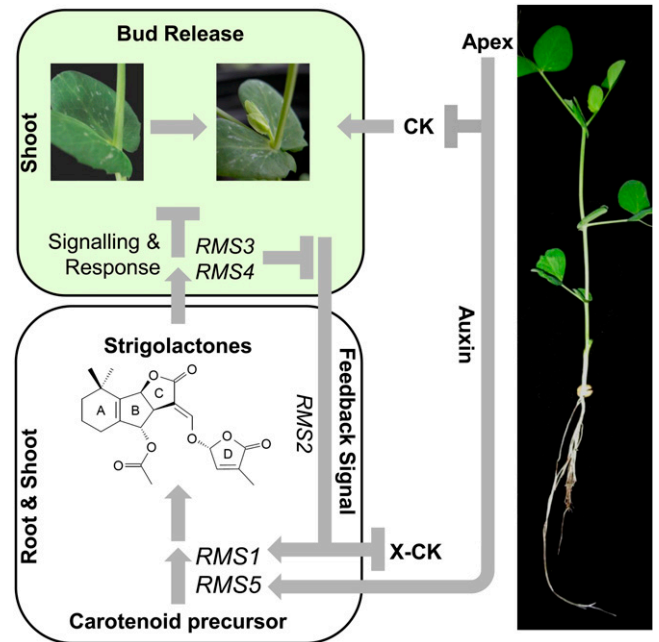 Bud Release
Apex
Shoot
CK
Signalling &
Response
RMS3
RMS4
Strigolactones
O
O
C
A
B
O
O
O
O
D
O
Root & Shoot
RMS2
Feedback Signal
Auxin
RMS1
X-CK
RMS5
Carotenoid precursor